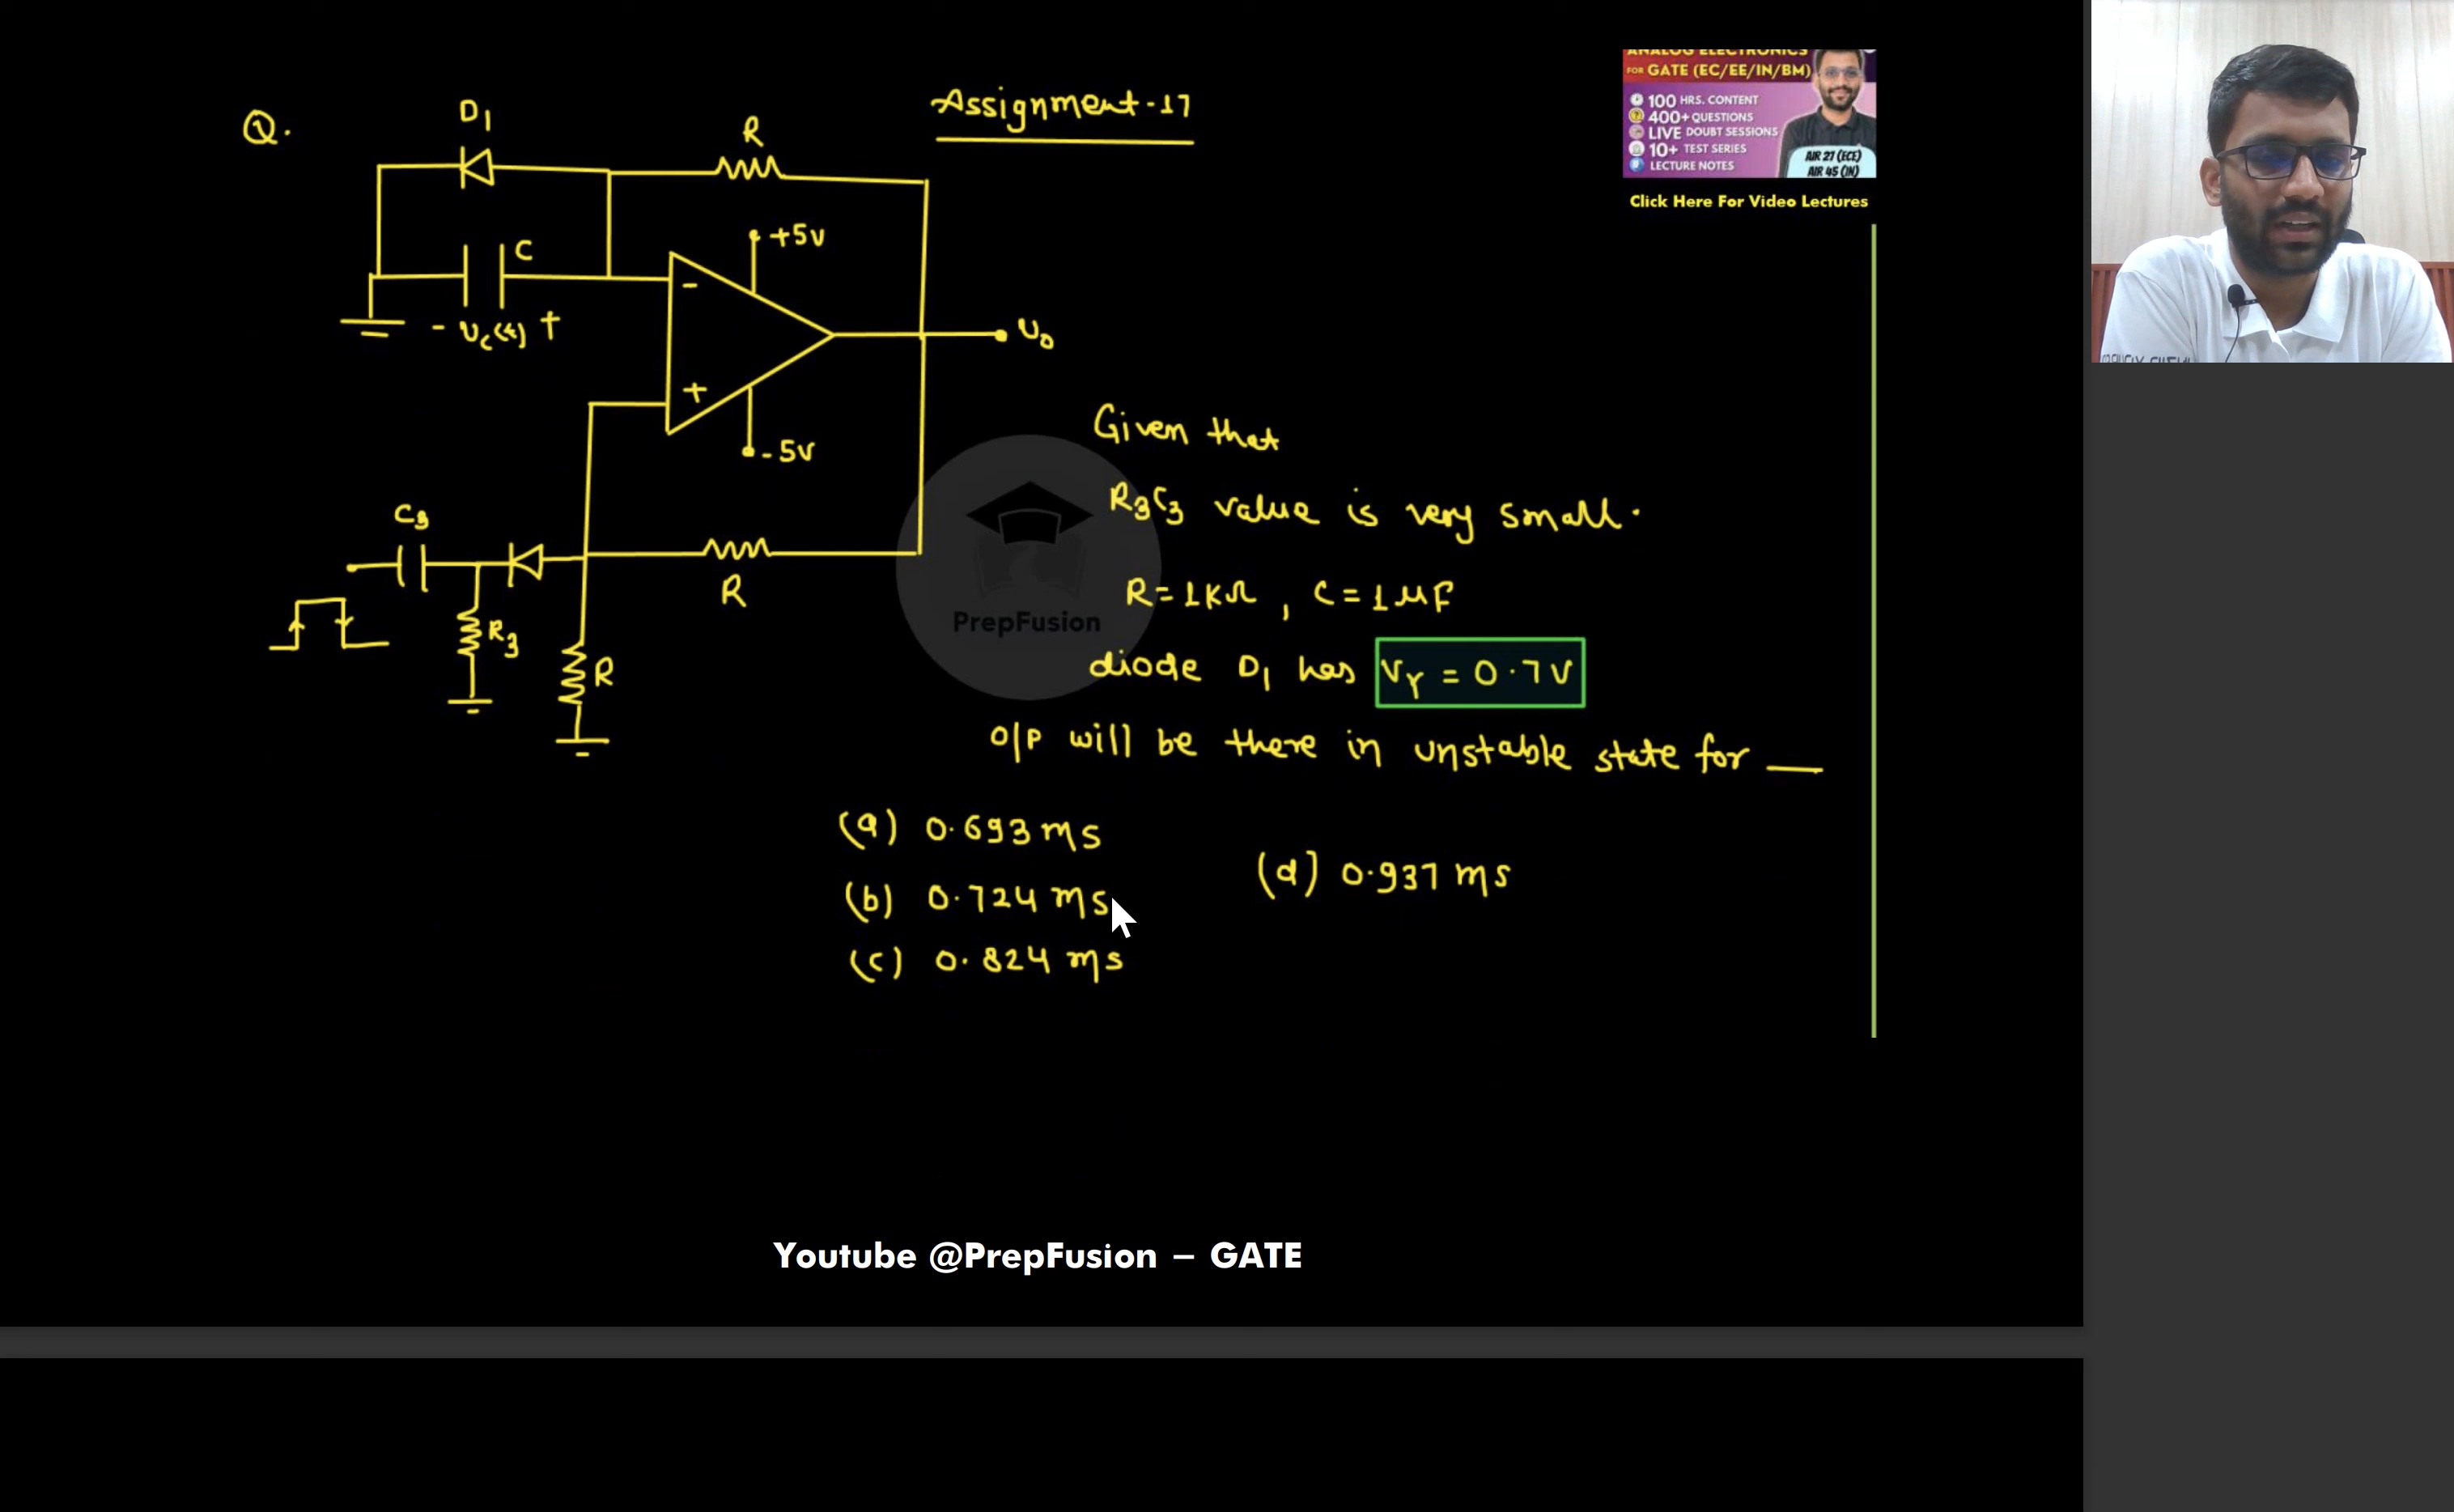 Assignment-17
Q.
D1
R
C
- Vc(t) +
+5V
-
+
-5V
Vo
C3
R3
R
R
Given that
R3C3 value is very small.
R=1KΩ, C=1μF
diode D1 has Vγ = 0.7V
O/P will be there in unstable state for __
(a) 0.693 ms
(b) 0.724 ms
(c) 0.824 ms
(d) 0.937 ms
PrepFusion
ANALOG ELECTRONICS
FOR GATE (EC/EE/IN/BM)
100 HRS. CONTENT
400+ QUESTIONS
LIVE DOUBT SESSIONS
10+ TEST SERIES
LECTURE NOTES
AIR 27 (ECE)
AIR 45 (IN)
Click Here For Video Lectures
Youtube @PrepFusion – GATE